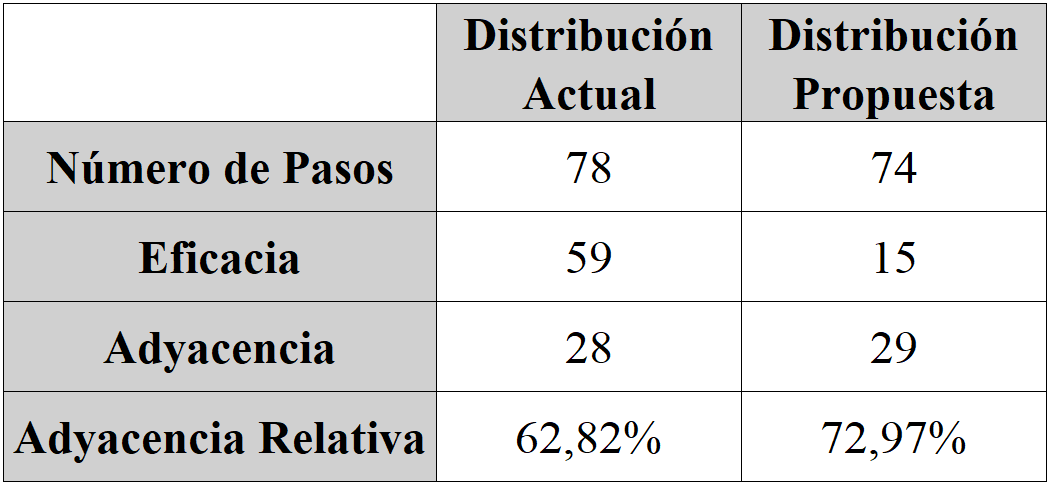 Distribución Actual Distribución Propuesta
Número de Pasos 78 74
Eficacia 59 15
Adyacencia 28 29
Adyacencia Relativa 62,82% 72,97%